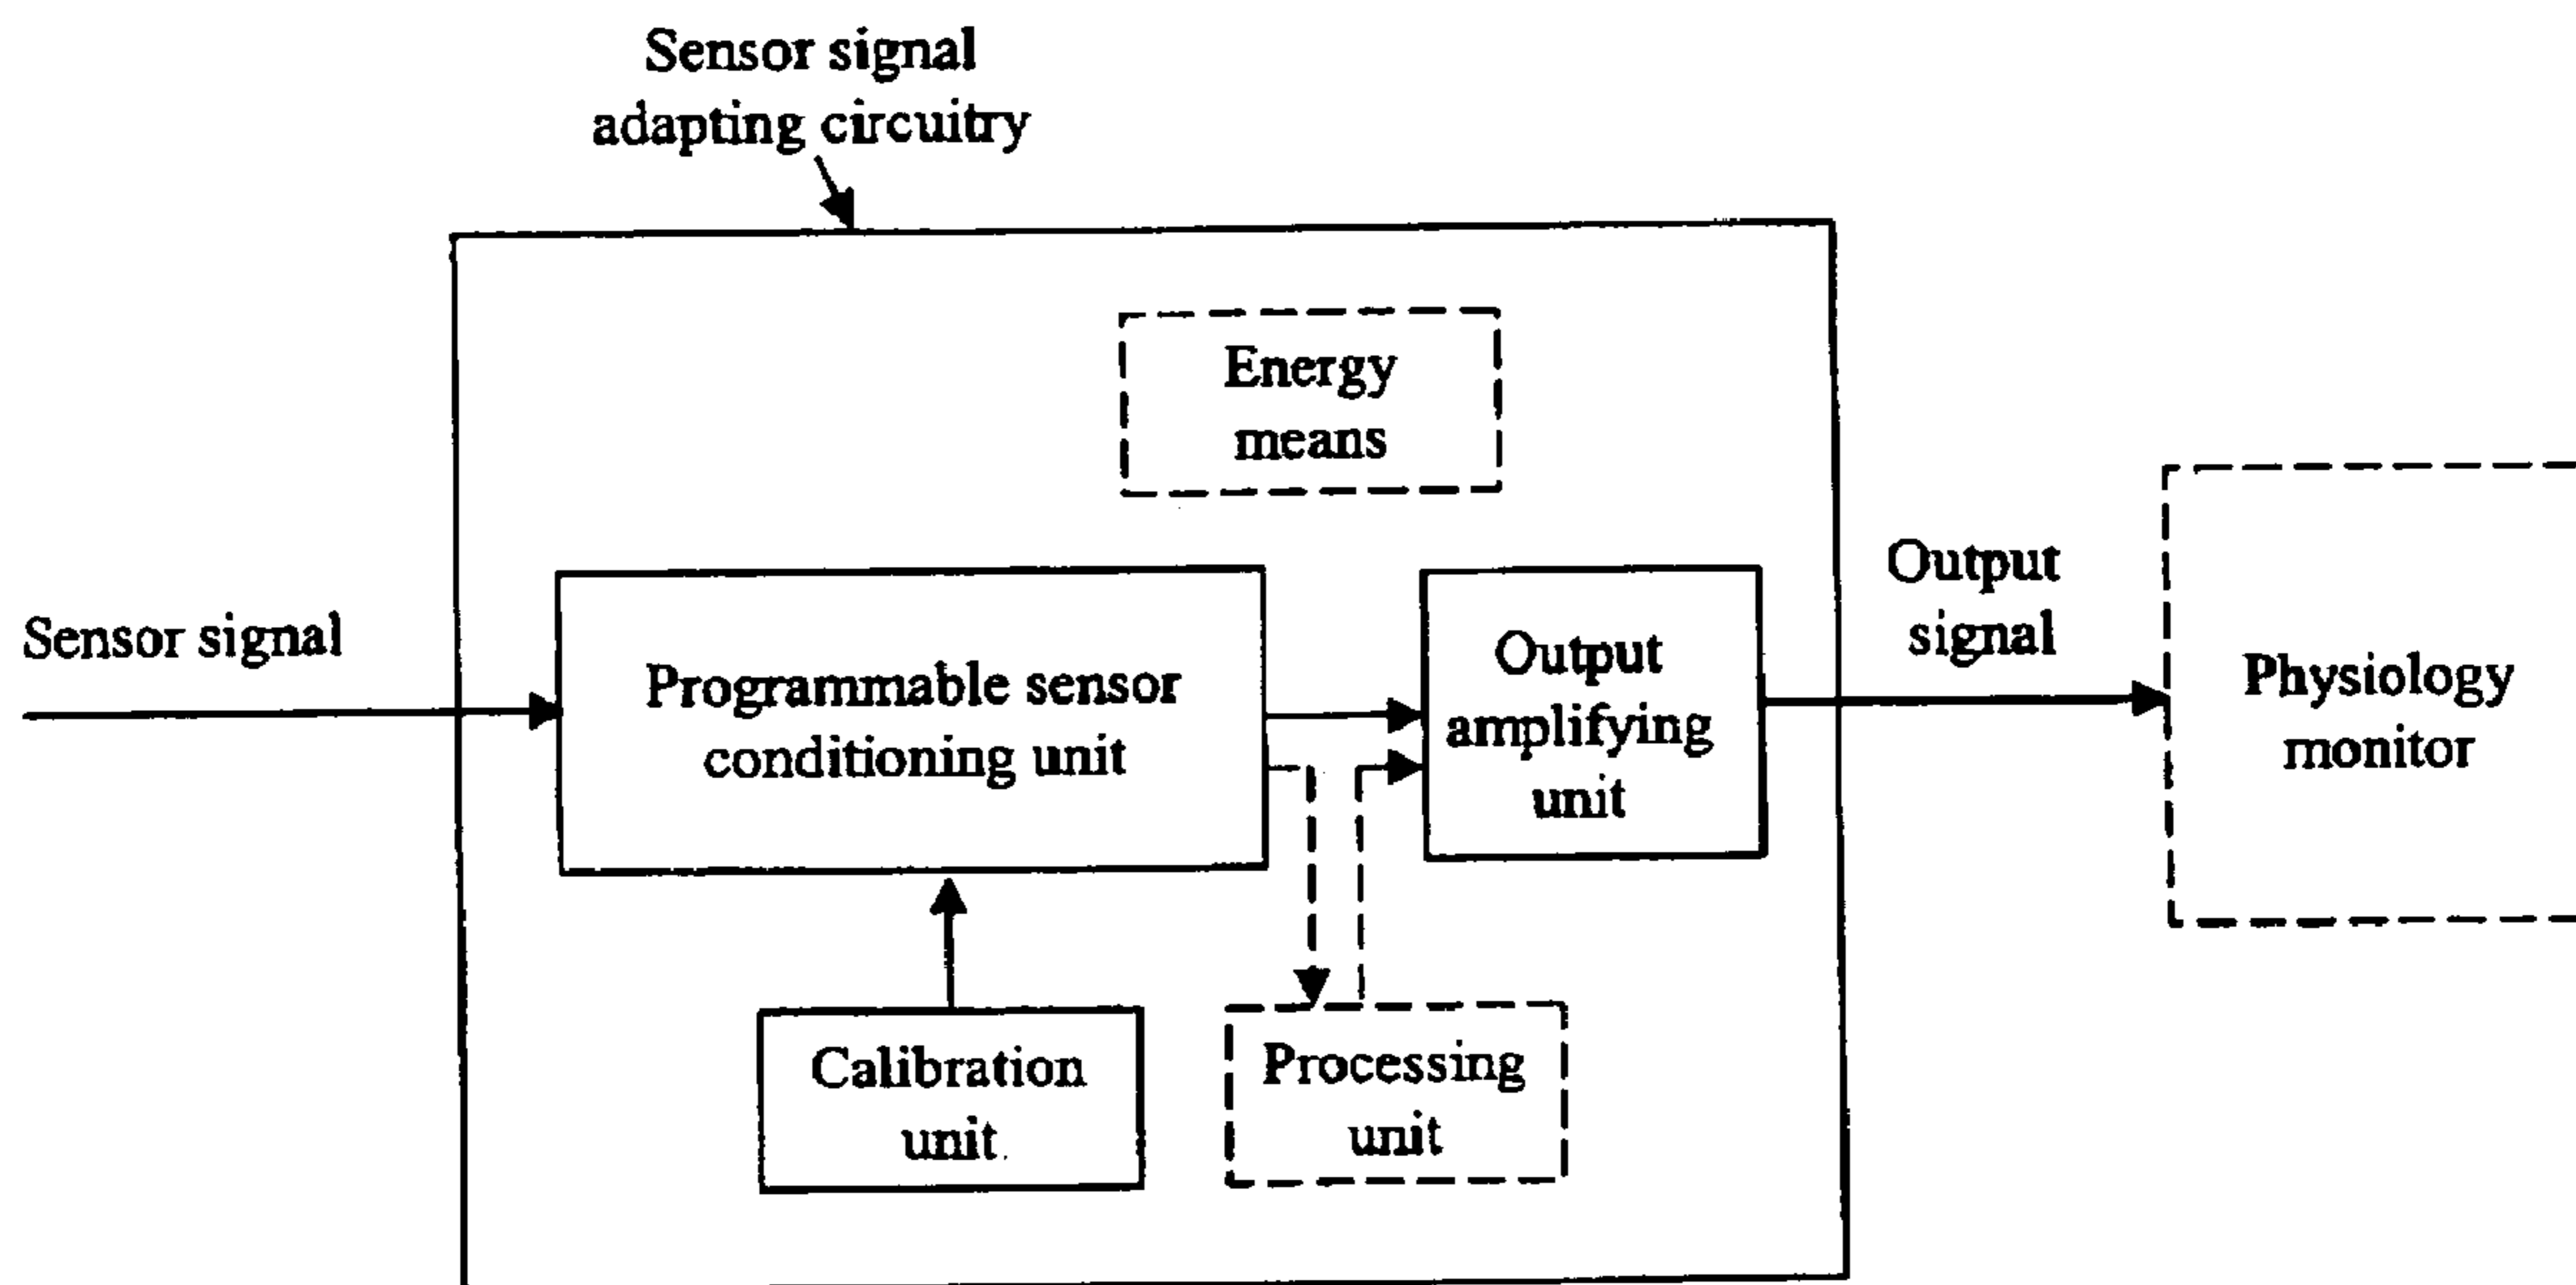 Sensor signal
adapting circuitry
Energy
means
Sensor signal
Programmable sensor
conditioning unit
Output
amplifying
unit
Output
signal
Physiology
monitor
Calibration
unit
Processing
unit